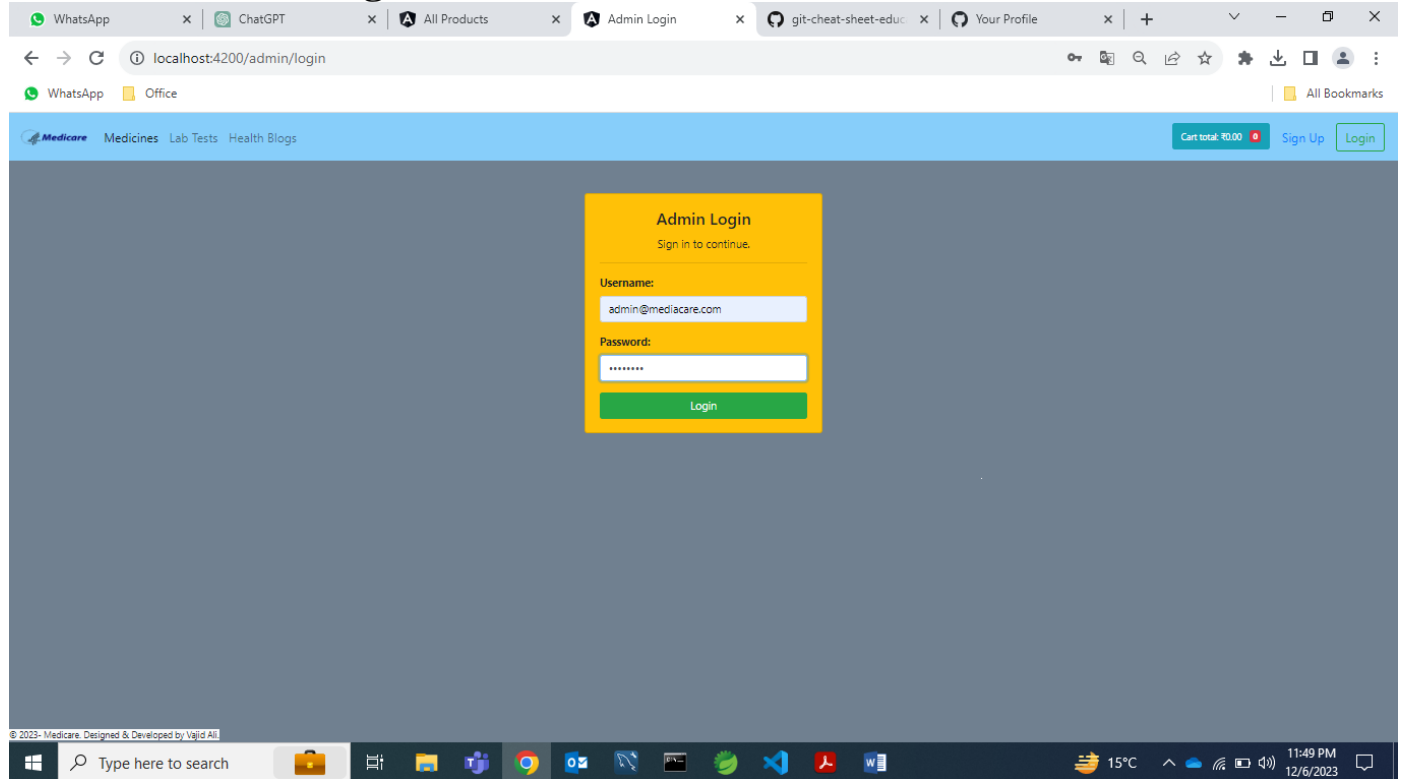 WhatsApp
ChatGPT
All Products
Admin Login
git-cheat-sheet-educ
Your Profile
localhost:4200/admin/login
WhatsApp
Office
All Bookmarks
Medicare
Medicines
Lab Tests
Health Blogs
Cart total: ₹0.00 0
Sign Up
Login
Admin Login
Sign in to continue.
Username:
admin@mediacare.com
Password:
••••••••
Login
© 2023- Medicare. Designed & Developed by Vajid Ali.
Type here to search
15°C
11:49 PM
12/6/2023